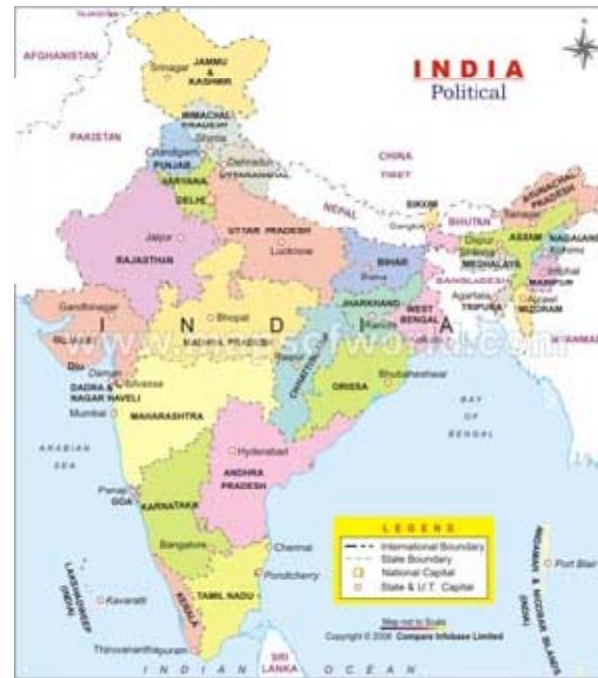 TAJIKISTAN
AFGHANISTAN
JAMMU
&
KASHMIR
Srinagar
INDIA
Political
HIMACHAL
PRADESH
Shimla
PAKISTAN
Chandigarh
PUNJAB
Dehradun
UTTARANCHAL
HARYANA
DELHI
CHINA
TIBET
NEPAL
SIKKIM
Gangtok
BHUTAN
ARUNACHAL
PRADESH
Itanagar
Jaipur
RAJASTHAN
UTTAR PRADESH
Lucknow
BIHAR
Patna
Dispur
ASSAM
NAGALAND
Kohima
Shillong
MEGHALAYA
Imphal
MANIPUR
BANGLADESH
Agartala
TRIPURA
Aizawl
MIZORAM
MYANMAR
Gandhinagar
GUJARAT
I N D I A
Bhopal
MADHYA PRADESH
JHARKHAND
Ranchi
WEST
BENGAL
Kolkata
www.mapsofworld.com
Raipur
CHHATTISGARH
ORISSA
Bhubaneshwar
Diu
Daman
Silvassa
DADRA &
NAGAR HAVELI
Mumbai
MAHARASHTRA
BAY
OF
BENGAL
ARABIAN
SEA
Hyderabad
ANDHRA
PRADESH
Panaji
GOA
KARNATAKA
Bangalore
Chennai
Pondicherry
TAMIL NADU
KERALA
LAKSHADWEEP
(INDIA)
Kavaratti
Thiruvananthapuram
LEGEND
International Boundary
State Boundary
National Capital
State & U.T. Capital
Map not to Scale
Copyright © 2008 Compare Infobase Limited
ANDAMAN & NICOBAR ISLANDS
(INDIA)
Port Blair
SRI
LANKA
INDIAN OCEAN